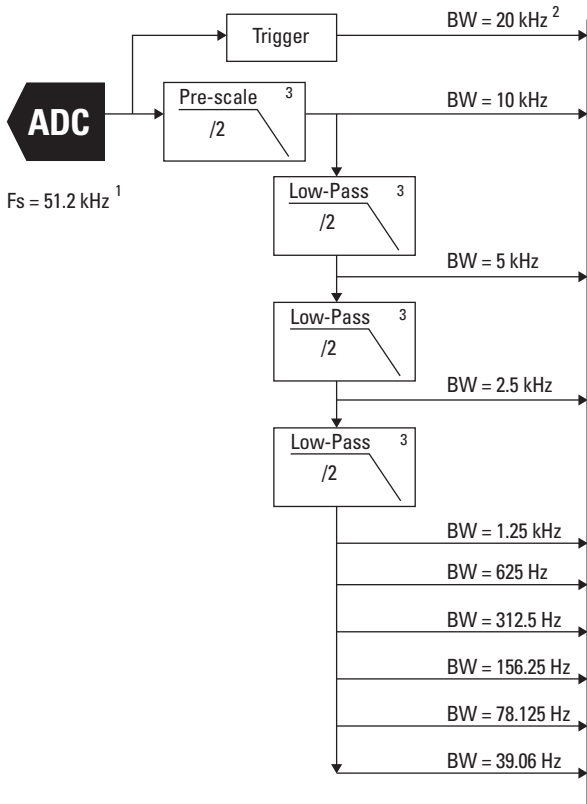 BW = 20 kHz 2
Trigger
ADC
Pre-scale 3
/2
BW = 10 kHz
Fs = 51.2 kHz 1
Low-Pass 3
/2
BW = 5 kHz
Low-Pass 3
/2
BW = 2.5 kHz
Low-Pass 3
/2
BW = 1.25 kHz
BW = 625 Hz
BW = 312.5 Hz
BW = 156.25 Hz
BW = 78.125 Hz
BW = 39.06 Hz